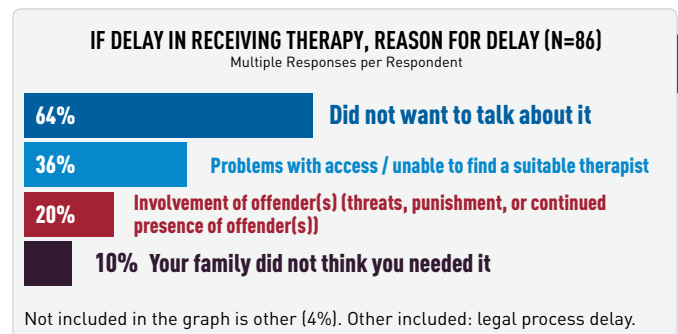 IF DELAY IN RECEIVING THERAPY, REASON FOR DELAY (N=86)
Multiple Responses per Respondent
64% Did not want to talk about it
36% Problems with access / unable to find a suitable therapist
20% Involvement of offender(s) (threats, punishment, or continued
presence of offender(s))
10% Your family did not think you needed it
Not included in the graph is other (4%). Other included: legal process delay.